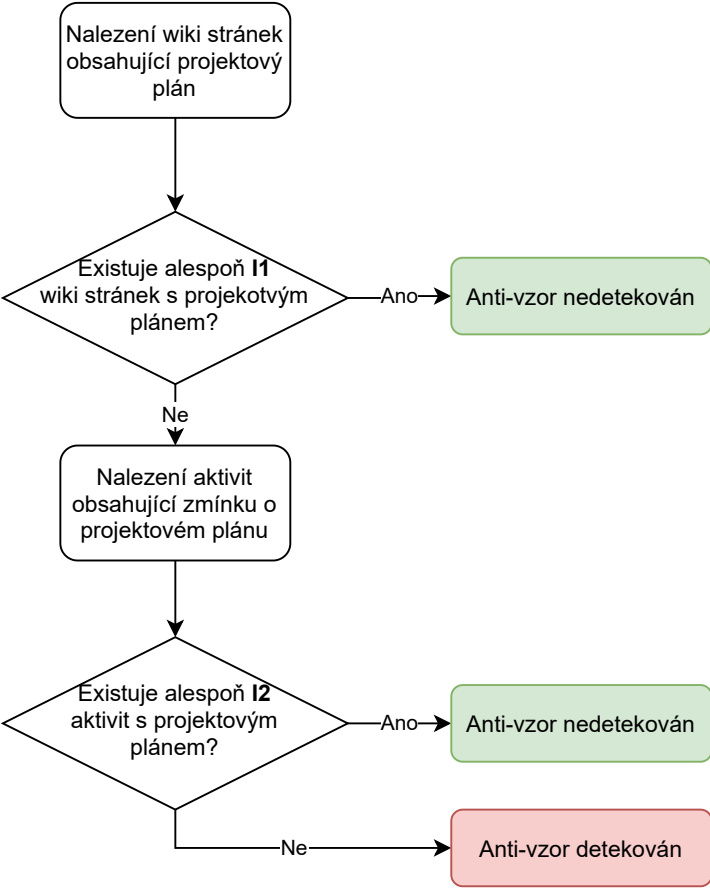 Nalezení wiki stránek
obsahující projektový
plán
Existuje alespoň I1
wiki stránek s projekotvým
plánem?
Ano
Anti-vzor nedetekován
Ne
Nalezení aktivit
obsahující zmínku o
projektovém plánu
Existuje alespoň I2
aktivit s projektovým
plánem?
Ano
Anti-vzor nedetekován
Ne
Anti-vzor detekován